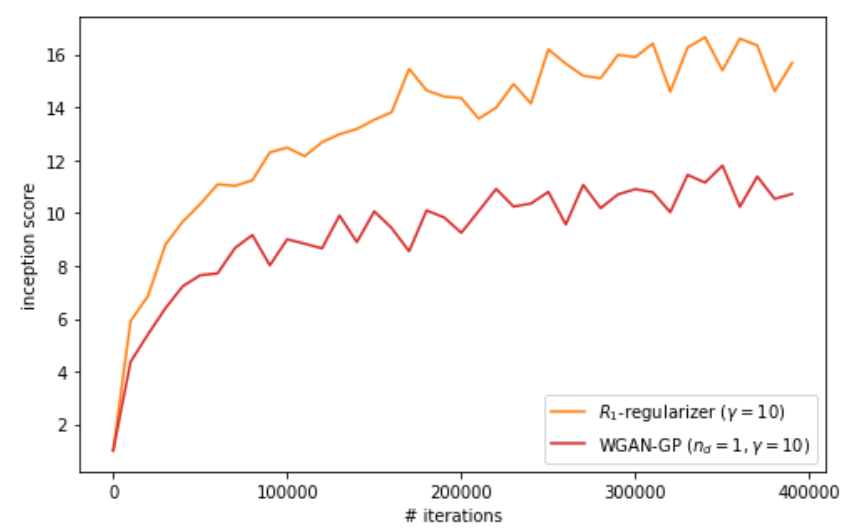 16
14
12
10
8
6
4
2
inception score
R₁-regularizer (γ = 10)
WGAN-GP (n_d = 1, γ = 10)
0 100000 200000 300000 400000
# iterations